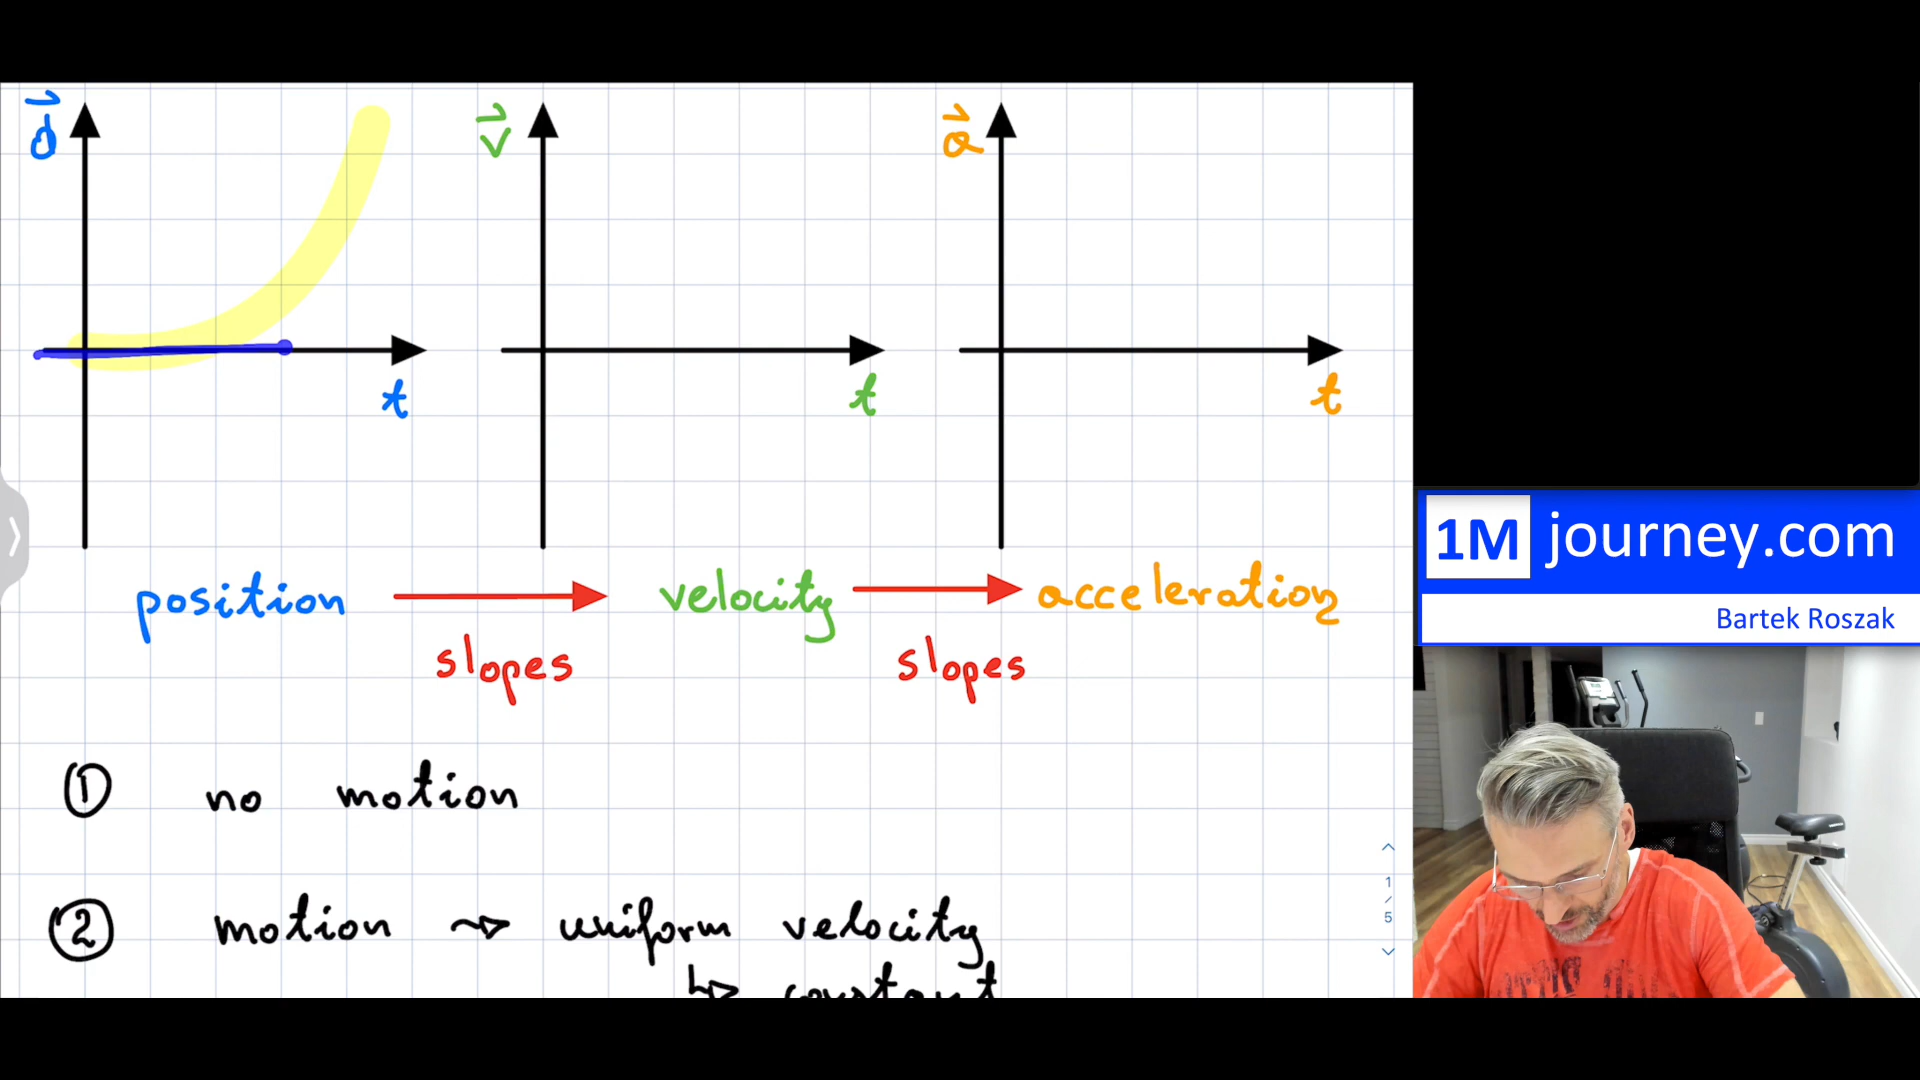 d v a
t t t
position velocity acceleration
slopes slopes
① no motion
② motion ↝ uniform velocity
↳ constant
1
/
5
1M journey.com
Bartek Roszak